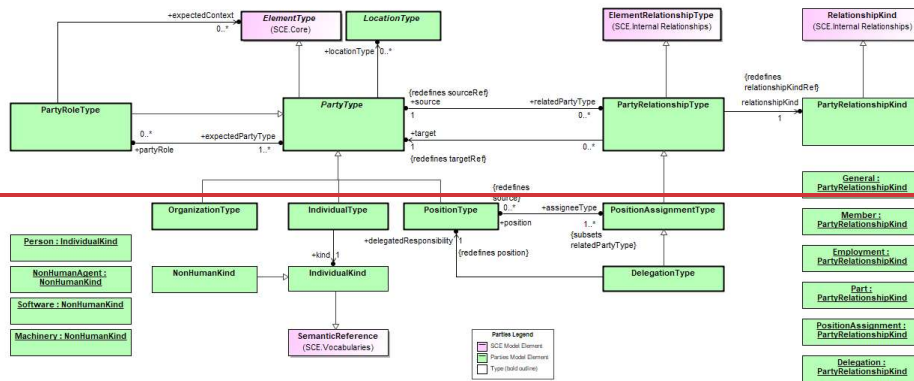 +expectedContext
0..*
ElementType
(SCE.Core)
LocationType
+locationType
0..*
ElementRelationshipType
(SCE.Internal Relationships)
RelationshipKind
(SCE.Internal Relationships)
PartyRoleType
PartyType
{redefines sourceRef}
+source
1
+relatedPartyType
0..*
PartyRelationshipType
{redefines
relationshipKindRef}
relationshipKind
1
PartyRelationshipKind
0..*
+expectedPartyType
+partyRole
1..*
+target
1
0..*
{redefines targetRef}
General :
PartyRelationshipKind
OrganizationType
IndividualType
PositionType
{redefines
source}
0..*
+assigneeType
+position
1..*
PositionAssignmentType
{subsets
relatedPartyType}
Member :
PartyRelationshipKind
Person : IndividualKind
+delegatedResponsibility
1
{redefines position}
+kind
1
Employment :
PartyRelationshipKind
NonHumanAgent :
NonHumanKind
NonHumanKind
IndividualKind
DelegationType
Part :
PartyRelationshipKind
Software : NonHumanKind
Machinery : NonHumanKind
SemanticReference
(SCE.Vocabularies)
Parties Legend
SCE Model Element
Parties Model Element
Type (bold outline)
PositionAssignment :
PartyRelationshipKind
Delegation :
PartyRelationshipKind